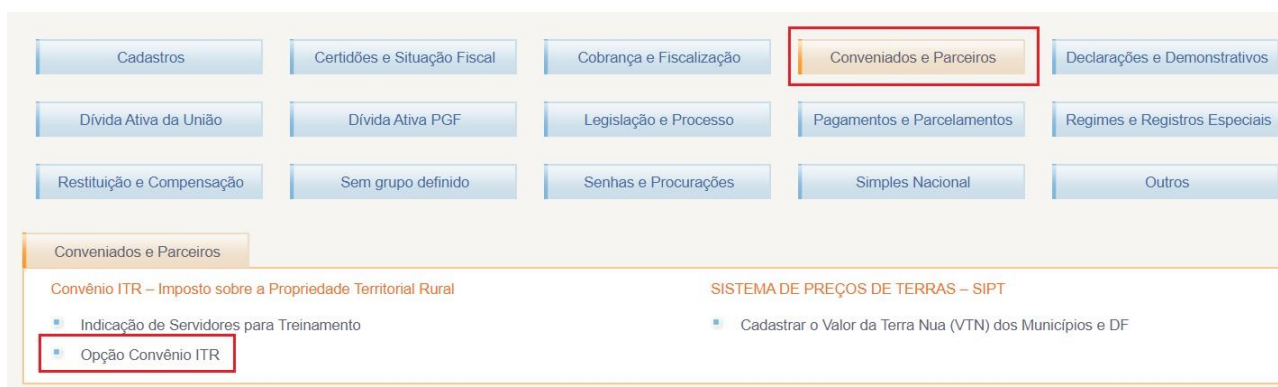 Cadastros
Certidões e Situação Fiscal
Cobrança e Fiscalização
Conveniados e Parceiros
Declarações e Demonstrativos
Dívida Ativa da União
Dívida Ativa PGF
Legislação e Processo
Pagamentos e Parcelamentos
Regimes e Registros Especiais
Restituição e Compensação
Sem grupo definido
Senhas e Procurações
Simples Nacional
Outros
Conveniados e Parceiros
Convênio ITR – Imposto sobre a Propriedade Territorial Rural
Indicação de Servidores para Treinamento
Opção Convênio ITR
SISTEMA DE PREÇOS DE TERRAS – SIPT
Cadastrar o Valor da Terra Nua (VTN) dos Municípios e DF